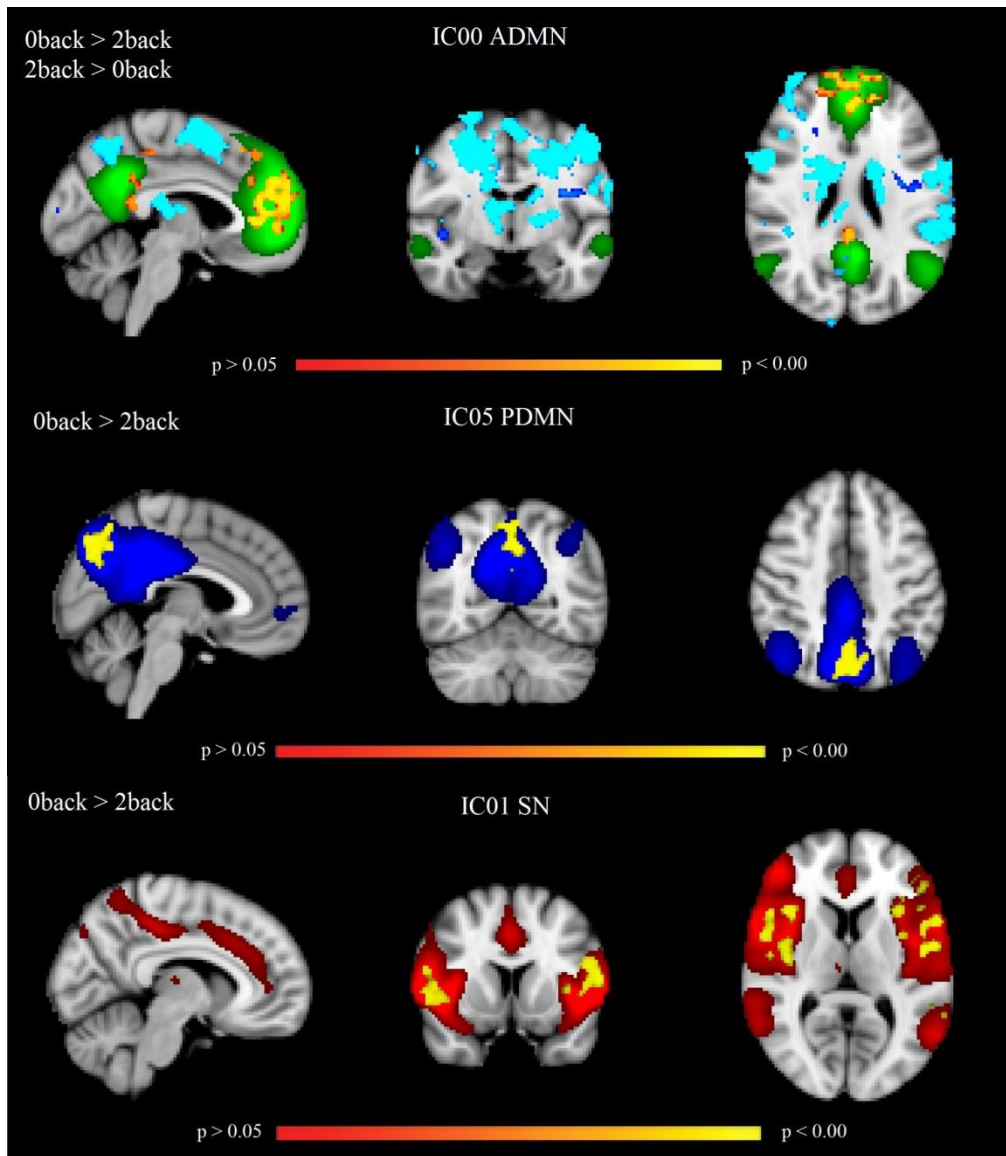 0back > 2back
2back > 0back
IC00 ADMN
p > 0.05
p < 0.00
0back > 2back
IC05 PDMN
p > 0.05
p < 0.00
0back > 2back
IC01 SN
p > 0.05
p < 0.00